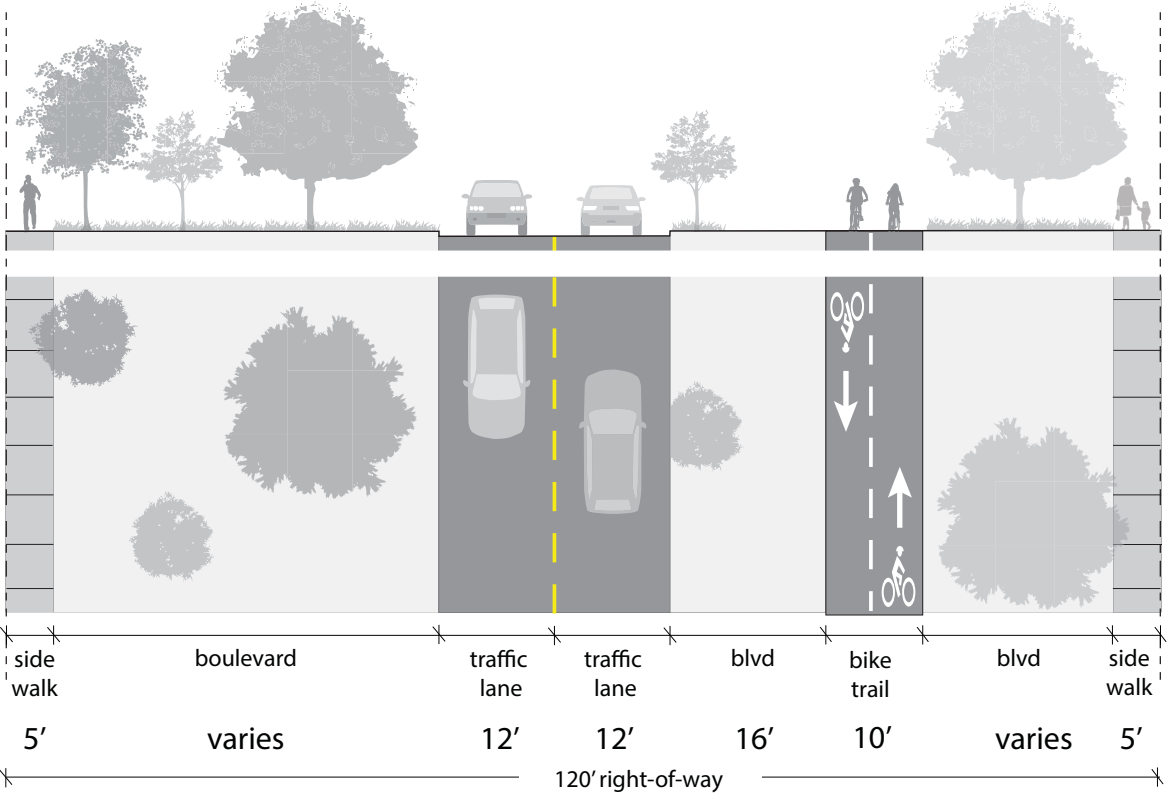 side
walk
boulevard
traffic
lane
traffic
lane
blvd
bike
trail
blvd
side
walk
5’ varies 12’ 12’ 16’ 10’ varies 5’
120’ right-of-way